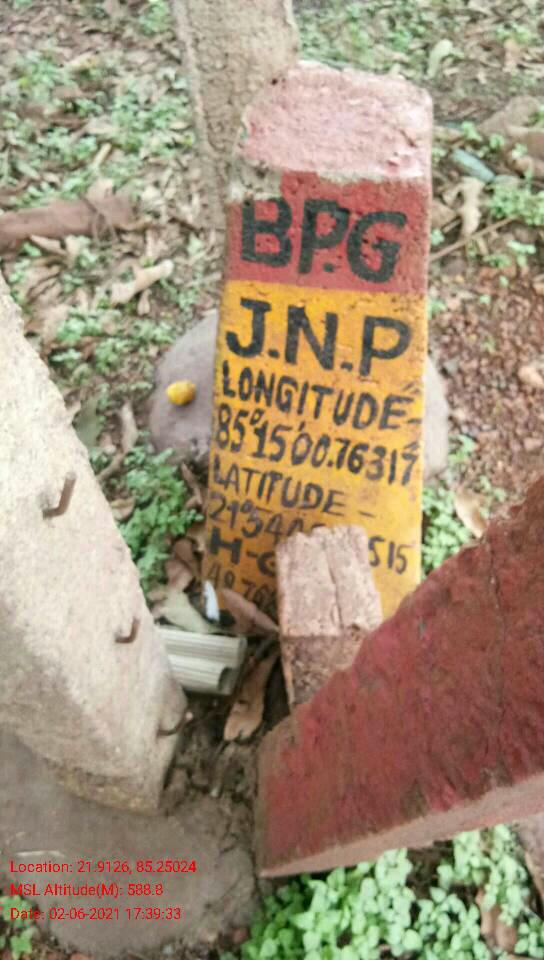 BP.G
J.N.P
LONGITUDE-
85°15'00.76317"
LATITUDE -
515
Location: 21.9126, 85.25024
MSL Altitude(M): 588.8
Date: 02-06-2021 17:39:33